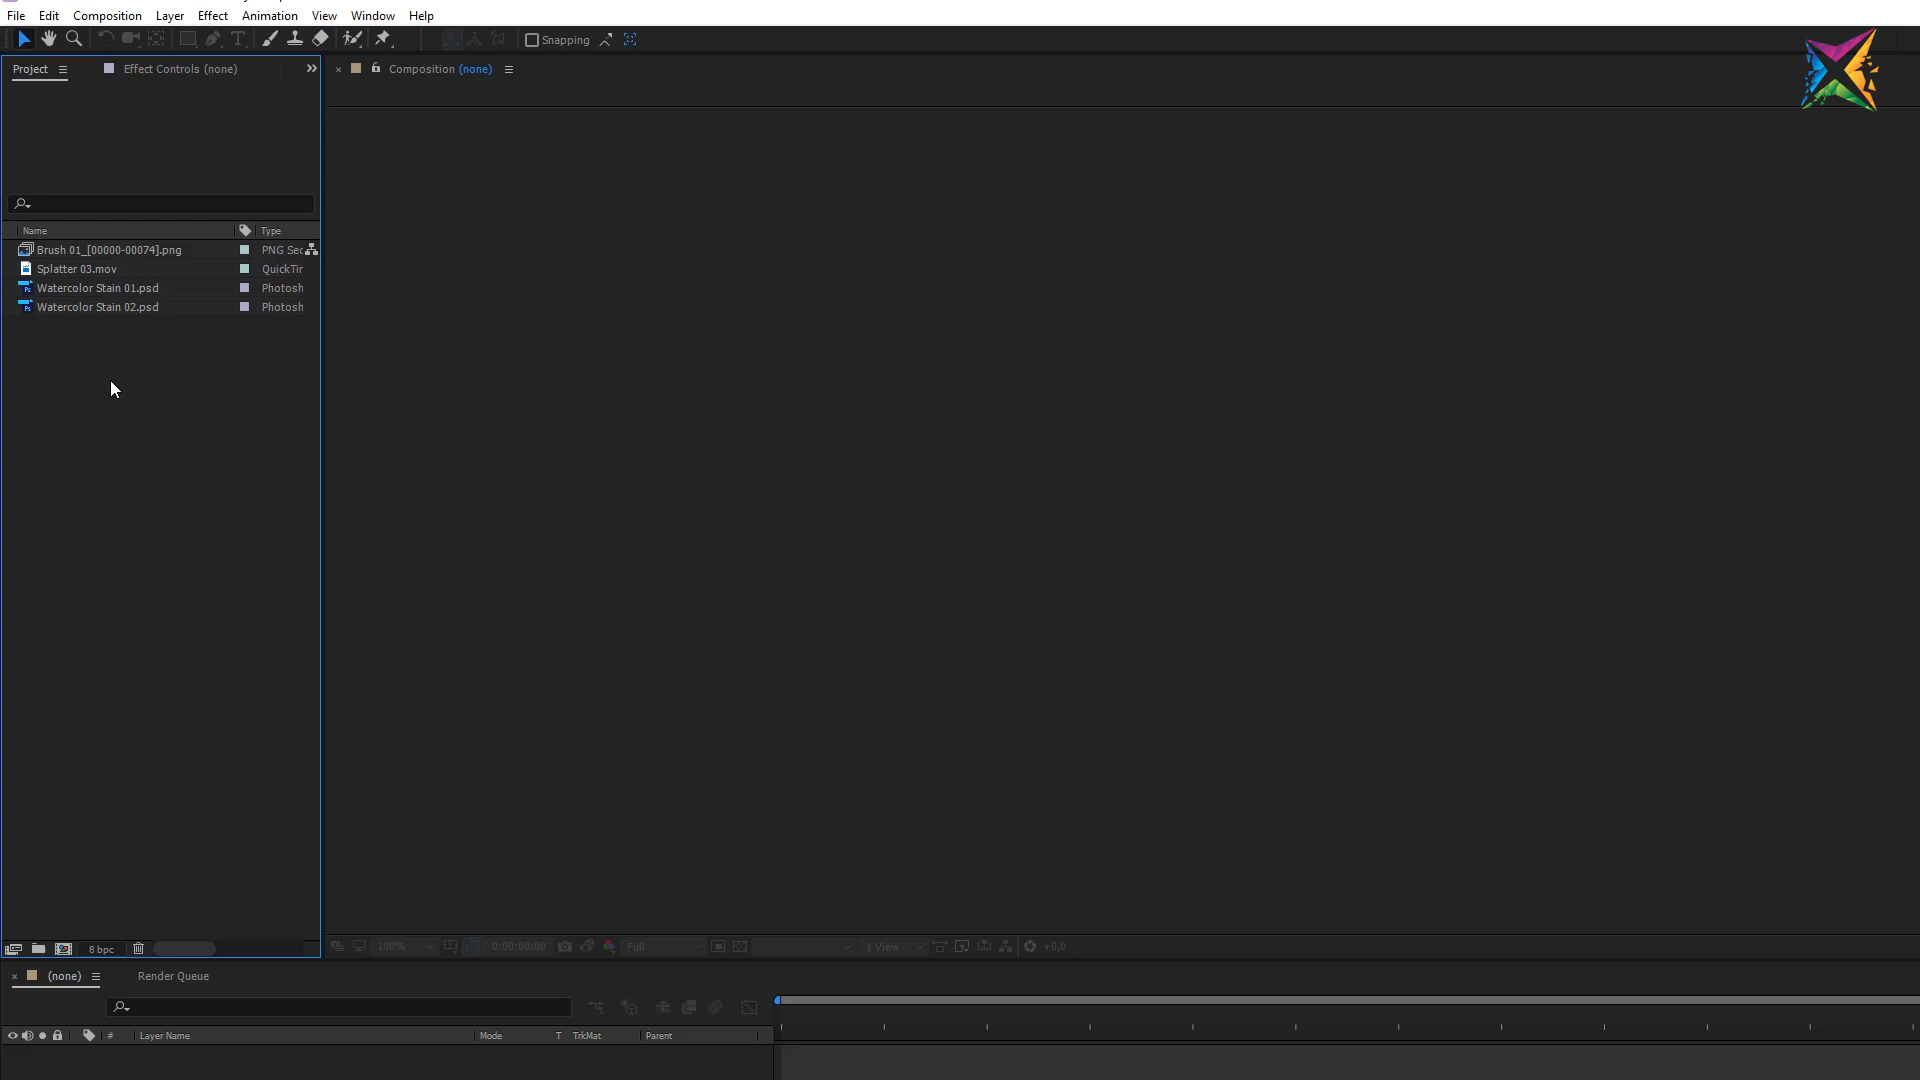 File Edit Composition Layer Effect Animation View Window Help
Snapping
Project Effect Controls (none) Composition (none)
Name Type
Brush 01_[00000-00074].png PNG Sec
Splatter 03.mov QuickTir
Watercolor Stain 01.psd Photosh
Watercolor Stain 02.psd Photosh
8 bpc 100% 0:00:00:00 Full 1 View +0,0
(none) Render Queue
# Layer Name Mode T TrkMat Parent